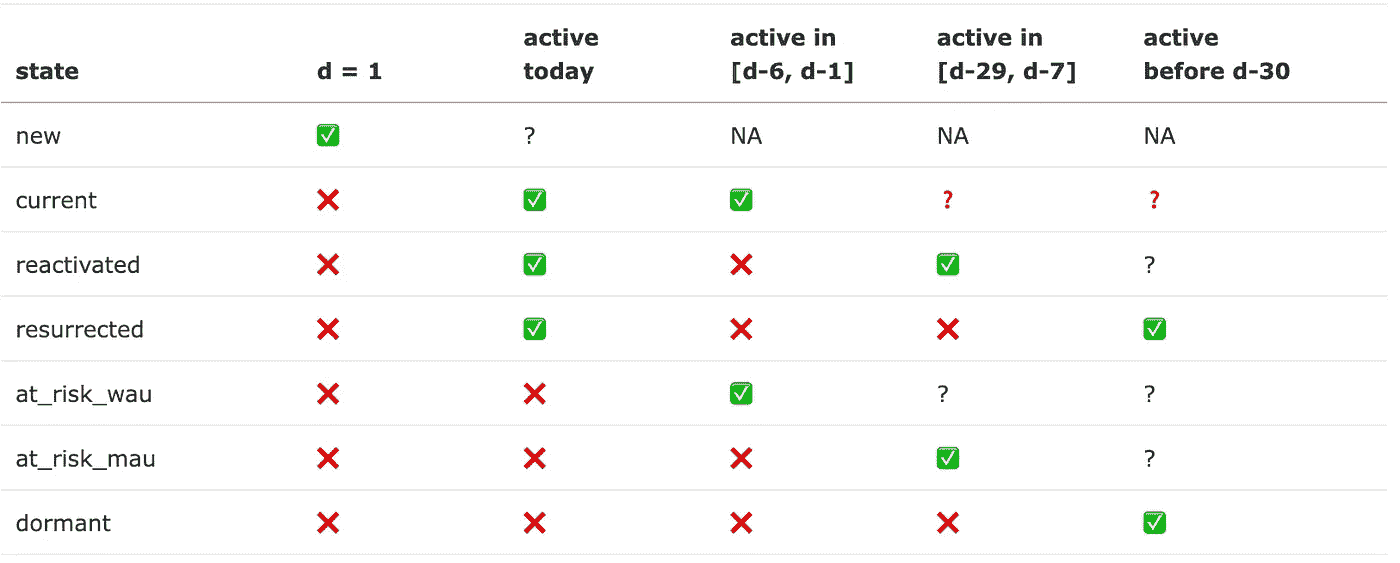 state d = 1 active today active in [d-6, d-1] active in [d-29, d-7] active before d-30
new ✅ ? NA NA NA
current ❌ ✅ ✅ ? ?
reactivated ❌ ✅ ❌ ✅ ?
resurrected ❌ ✅ ❌ ❌ ✅
at_risk_wau ❌ ❌ ✅ ? ?
at_risk_mau ❌ ❌ ❌ ✅ ?
dormant ❌ ❌ ❌ ❌ ✅